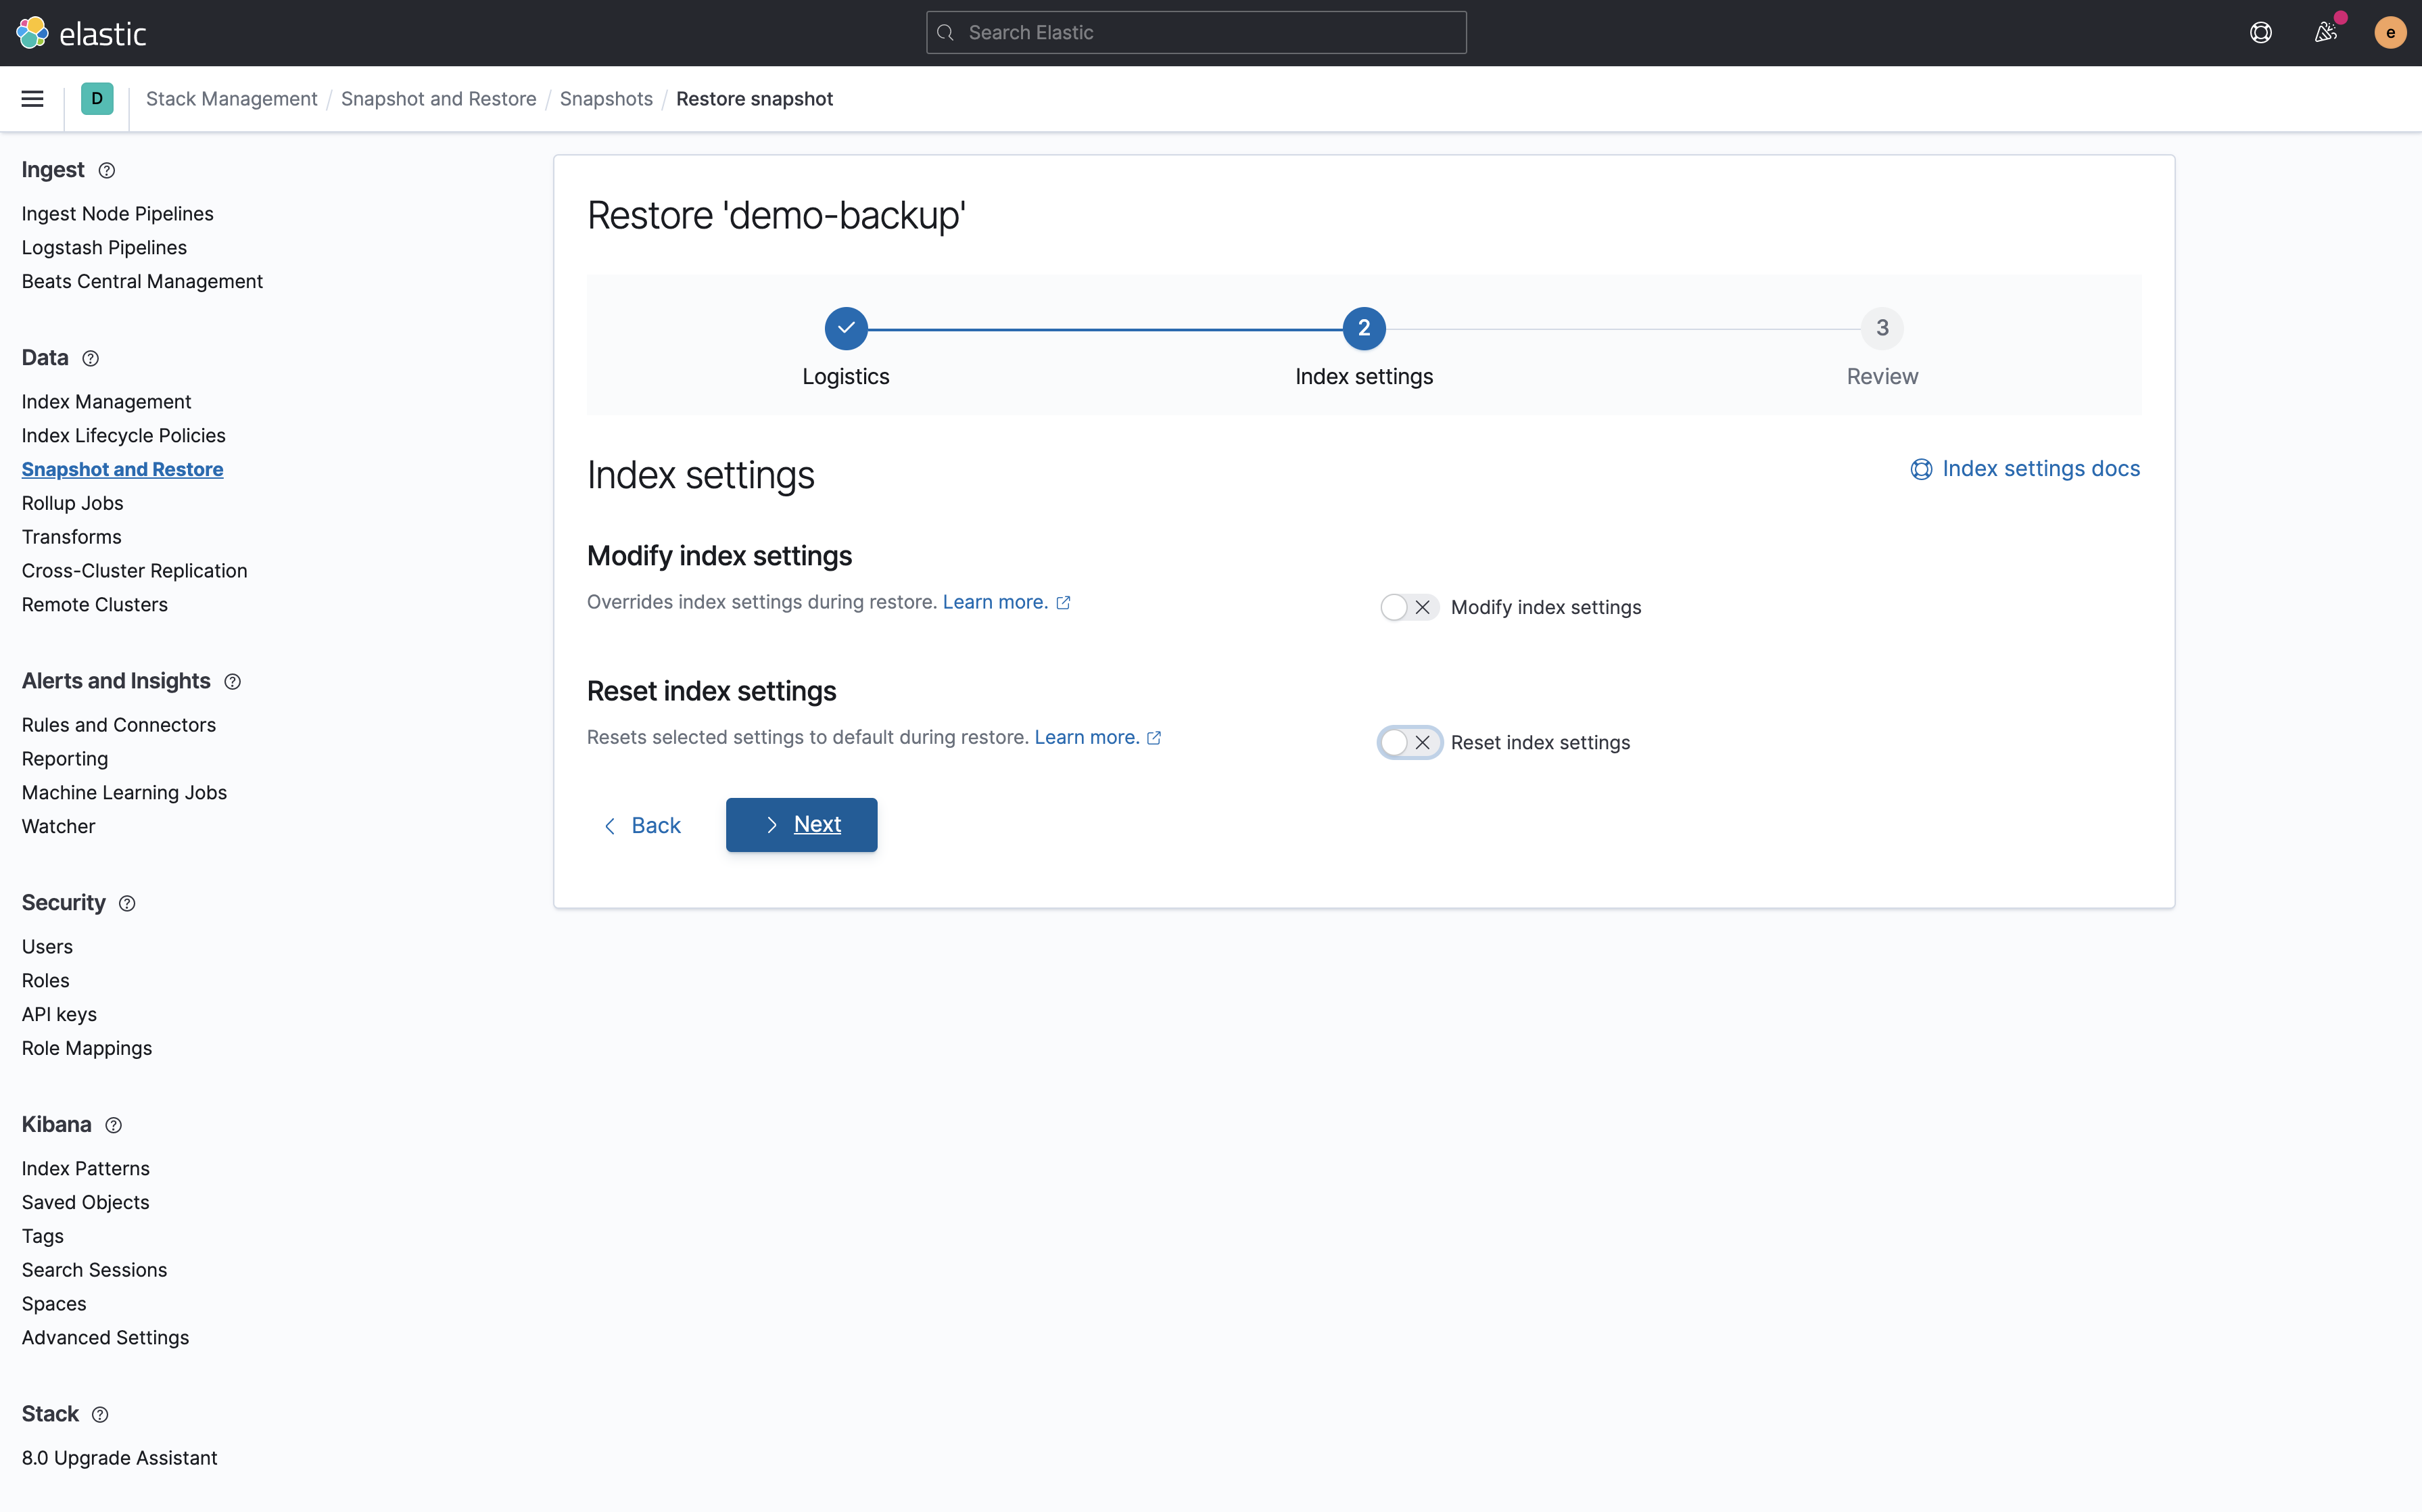 elastic
Search Elastic
e
D
Stack Management / Snapshot and Restore / Snapshots / Restore snapshot
Ingest
Ingest Node Pipelines
Logstash Pipelines
Beats Central Management
Data
Index Management
Index Lifecycle Policies
Snapshot and Restore
Rollup Jobs
Transforms
Cross-Cluster Replication
Remote Clusters
Alerts and Insights
Rules and Connectors
Reporting
Machine Learning Jobs
Watcher
Security
Users
Roles
API keys
Role Mappings
Kibana
Index Patterns
Saved Objects
Tags
Search Sessions
Spaces
Advanced Settings
Stack
8.0 Upgrade Assistant
Restore 'demo-backup'
2
3
Logistics
Index settings
Review
Index settings
Index settings docs
Modify index settings
Overrides index settings during restore. Learn more.
Modify index settings
Reset index settings
Resets selected settings to default during restore. Learn more.
Reset index settings
Back
Next